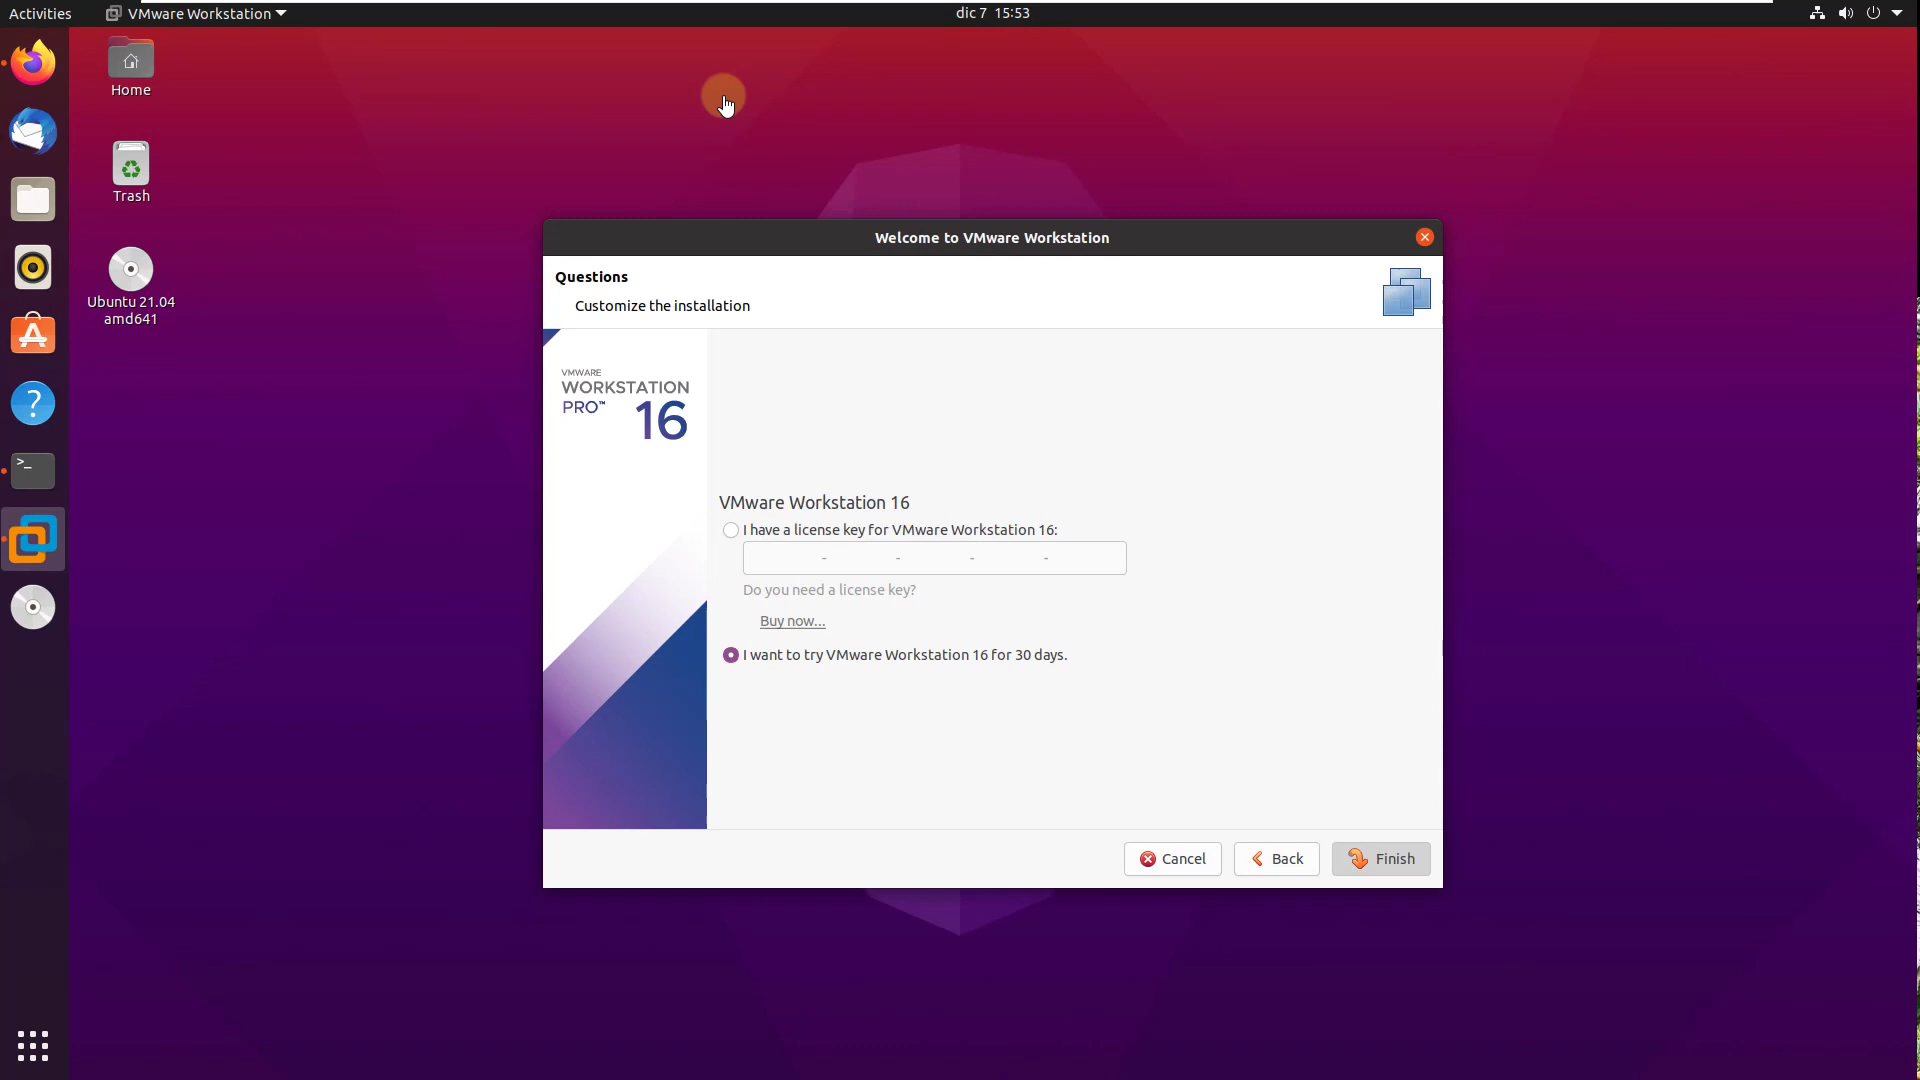 Activities
VMware Workstation
dic 7 15:53
Home
Trash
Ubuntu 21.04
amd641
Welcome to VMware Workstation
Questions
Customize the installation
VMWARE
WORKSTATION
PRO™ 16
VMware Workstation 16
I have a license key for VMware Workstation 16:
- - - -
Do you need a license key?
Buy now...
I want to try VMware Workstation 16 for 30 days.
Cancel
Back
Finish